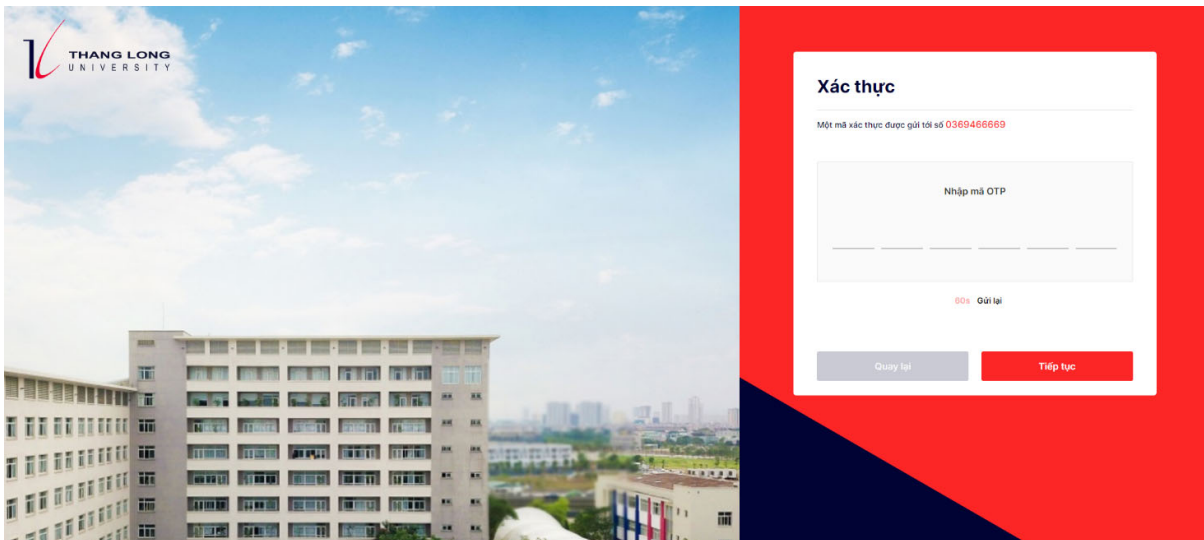 THANG LONG
UNIVERSITY
Xác thực
Một mã xác thực được gửi tới số 0369466669
Nhập mã OTP
60s Gửi lại
Quay lại
Tiếp tục